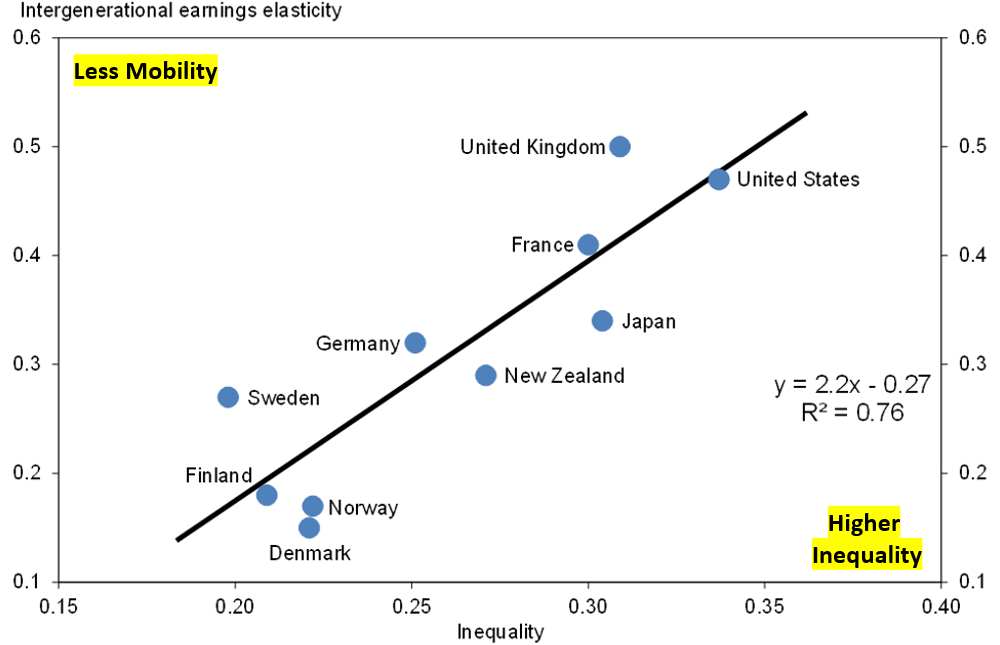 Intergenerational earnings elasticity
0.6
0.6
Less Mobility
0.5
United Kingdom
0.5
United States
0.4
France
0.4
Japan
Germany
0.3
New Zealand
0.3
Sweden
y = 2.2x - 0.27
R² = 0.76
0.2
Finland
0.2
Norway
Denmark
Higher
Inequality
0.1
0.1
0.15
0.20
0.25
0.30
0.35
0.40
Inequality